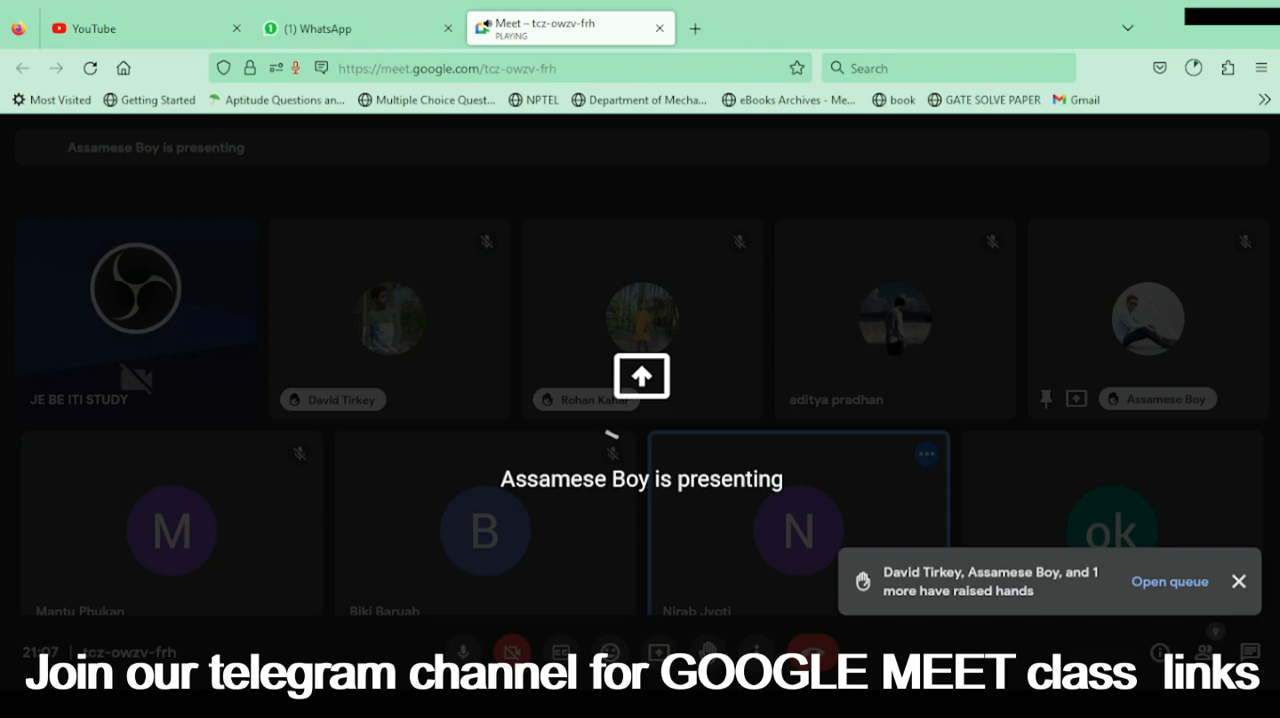 YouTube
(1) WhatsApp
Meet – tcz-owzv-frh
PLAYING
https://meet.google.com/tcz-owzv-frh
Search
Most Visited
Getting Started
Aptitude Questions an...
Multiple Choice Quest...
NPTEL
Department of Mecha...
eBooks Archives - Me...
book
GATE SOLVE PAPER
Gmail
Assamese Boy is presenting
JE BE ITI STUDY
David Tirkey
Rohan Kahar
aditya pradhan
Assamese Boy
Assamese Boy is presenting
M
B
N
ok
Mantu Phukan
Biki Baruah
Nirab Jyoti
David Tirkey, Assamese Boy, and 1
more have raised hands
Open queue
9
21:07 | tcz-owzv-frh
Join our telegram channel for GOOGLE MEET class links